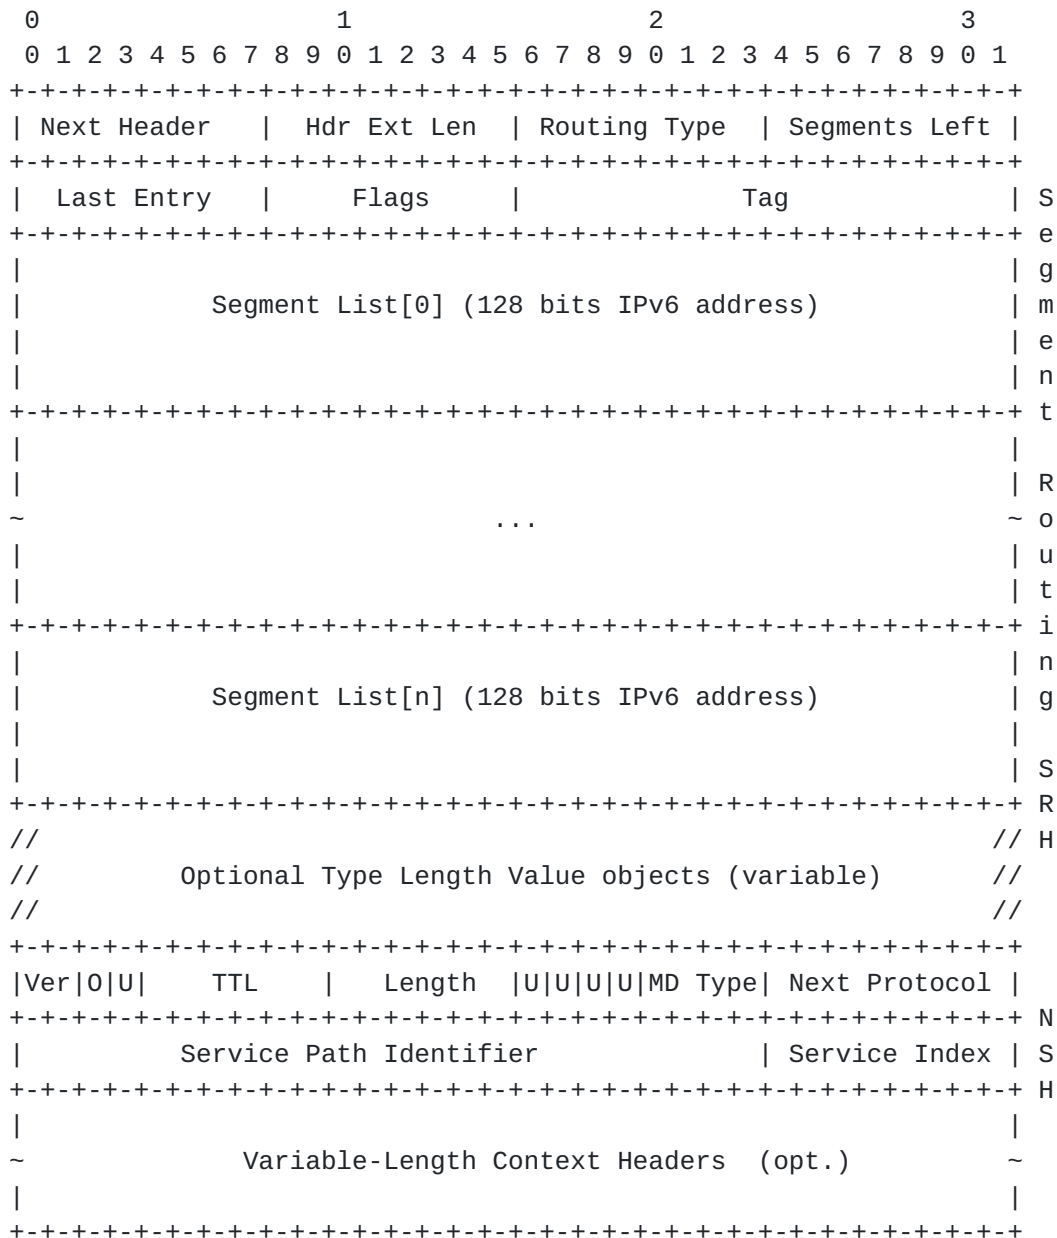 0                   1                   2                   3
 0 1 2 3 4 5 6 7 8 9 0 1 2 3 4 5 6 7 8 9 0 1 2 3 4 5 6 7 8 9 0 1
+-+-+-+-+-+-+-+-+-+-+-+-+-+-+-+-+-+-+-+-+-+-+-+-+-+-+-+-+-+-+-+-+
| Next Header   |  Hdr Ext Len  | Routing Type  | Segments Left |
+-+-+-+-+-+-+-+-+-+-+-+-+-+-+-+-+-+-+-+-+-+-+-+-+-+-+-+-+-+-+-+-+
|  Last Entry   |     Flags     |              Tag              | S
+-+-+-+-+-+-+-+-+-+-+-+-+-+-+-+-+-+-+-+-+-+-+-+-+-+-+-+-+-+-+-+-+ e
|                                                               | g
|            Segment List[0] (128 bits IPv6 address)            | m
|                                                               | e
|                                                               | n
+-+-+-+-+-+-+-+-+-+-+-+-+-+-+-+-+-+-+-+-+-+-+-+-+-+-+-+-+-+-+-+-+ t
|                                                               |
|                                                               | R
~                              ...                              ~ o
|                                                               | u
|                                                               | t
+-+-+-+-+-+-+-+-+-+-+-+-+-+-+-+-+-+-+-+-+-+-+-+-+-+-+-+-+-+-+-+-+ i
|                                                               | n
|            Segment List[n] (128 bits IPv6 address)            | g
|                                                               |
|                                                               | S
+-+-+-+-+-+-+-+-+-+-+-+-+-+-+-+-+-+-+-+-+-+-+-+-+-+-+-+-+-+-+-+-+ R
//                                                             // H
//         Optional Type Length Value objects (variable)       //
//                                                             //
+-+-+-+-+-+-+-+-+-+-+-+-+-+-+-+-+-+-+-+-+-+-+-+-+-+-+-+-+-+-+-+-+
|Ver|O|U|    TTL    |   Length  |U|U|U|U|MD Type| Next Protocol |
+-+-+-+-+-+-+-+-+-+-+-+-+-+-+-+-+-+-+-+-+-+-+-+-+-+-+-+-+-+-+-+-+ N
|          Service Path Identifier              | Service Index | S
+-+-+-+-+-+-+-+-+-+-+-+-+-+-+-+-+-+-+-+-+-+-+-+-+-+-+-+-+-+-+-+-+ H
|                                                               |
~              Variable-Length Context Headers  (opt.)          ~
|                                                               |
+-+-+-+-+-+-+-+-+-+-+-+-+-+-+-+-+-+-+-+-+-+-+-+-+-+-+-+-+-+-+-+-+